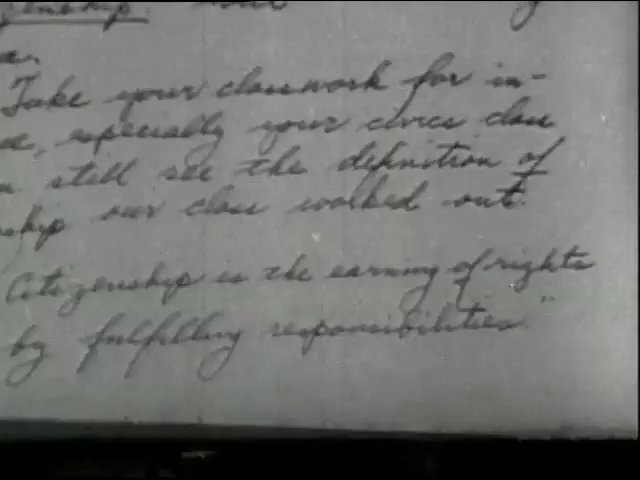 Take your classwork for in-
especially your civics class
still see the definition of
ship our class worked out.
Citizenship is the earning of rights
by fulfilling responsibilities."